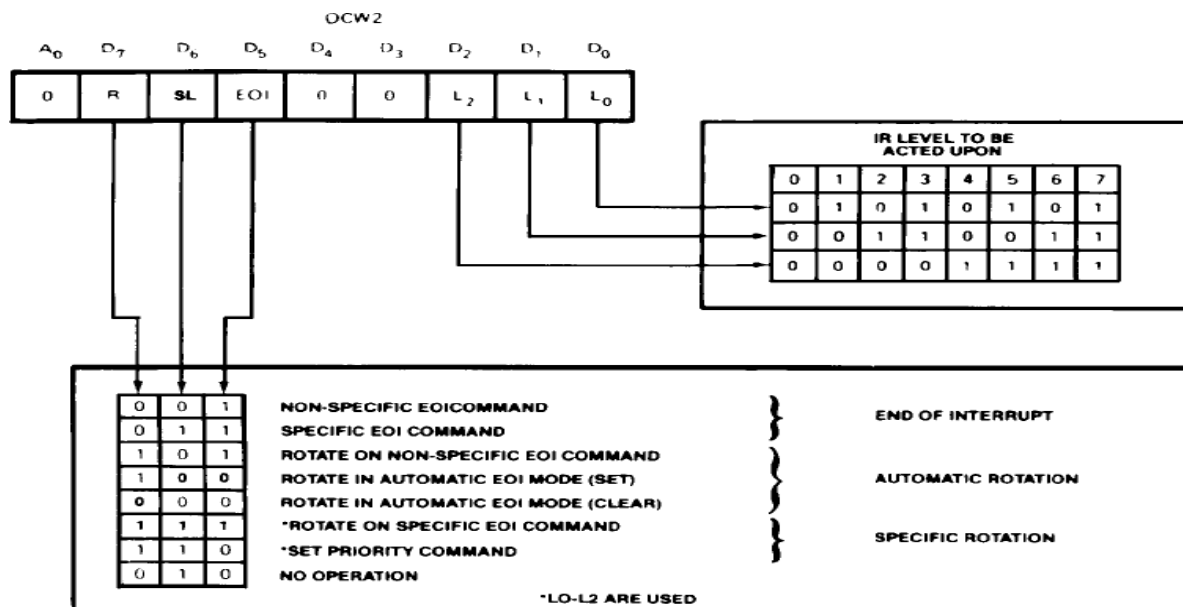 OCW2
A0 D7 D6 D5 D4 D3 D2 D1 D0
0 R SL EOI 0 0 L2 L1 L0
IR LEVEL TO BE
ACTED UPON
0 1 2 3 4 5 6 7
0 1 0 1 0 1 0 1
0 0 1 1 0 0 1 1
0 0 0 0 1 1 1 1
0 0 1 NON-SPECIFIC EOICOMMAND
0 1 1 SPECIFIC EOI COMMAND
END OF INTERRUPT
1 0 1 ROTATE ON NON-SPECIFIC EOI COMMAND
1 0 0 ROTATE IN AUTOMATIC EOI MODE (SET)
0 0 0 ROTATE IN AUTOMATIC EOI MODE (CLEAR)
AUTOMATIC ROTATION
1 1 1 *ROTATE ON SPECIFIC EOI COMMAND
1 1 0 *SET PRIORITY COMMAND
SPECIFIC ROTATION
0 1 0 NO OPERATION
*LO-L2 ARE USED